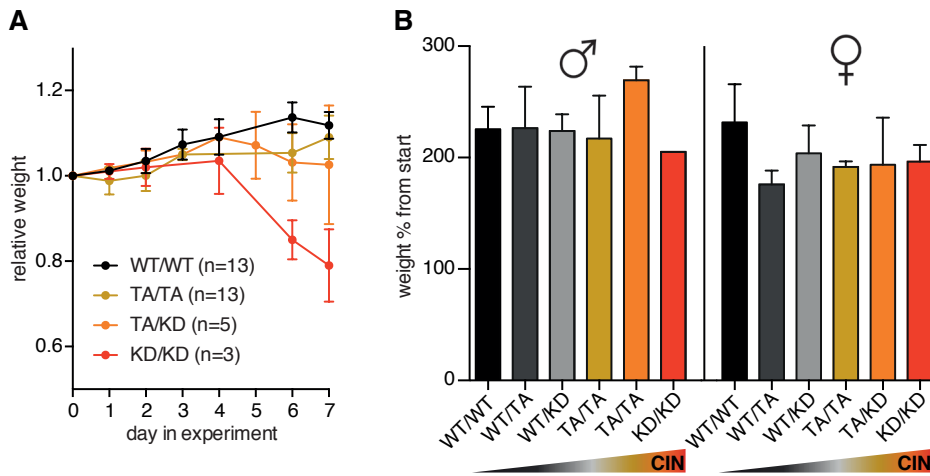 A
relative weight
1.2
1.0
0.8
0.6
WT/WT (n=13)
TA/TA (n=13)
TA/KD (n=5)
KD/KD (n=3)
0 1 2 3 4 5 6 7
day in experiment
B
weight % from start
300
200
100
0
♂
♀
WT/WT WT/TA WT/KD TA/TA TA/TA KD/KD
WT/WT WT/TA WT/KD TA/TA TA/KD KD/KD
CIN
CIN